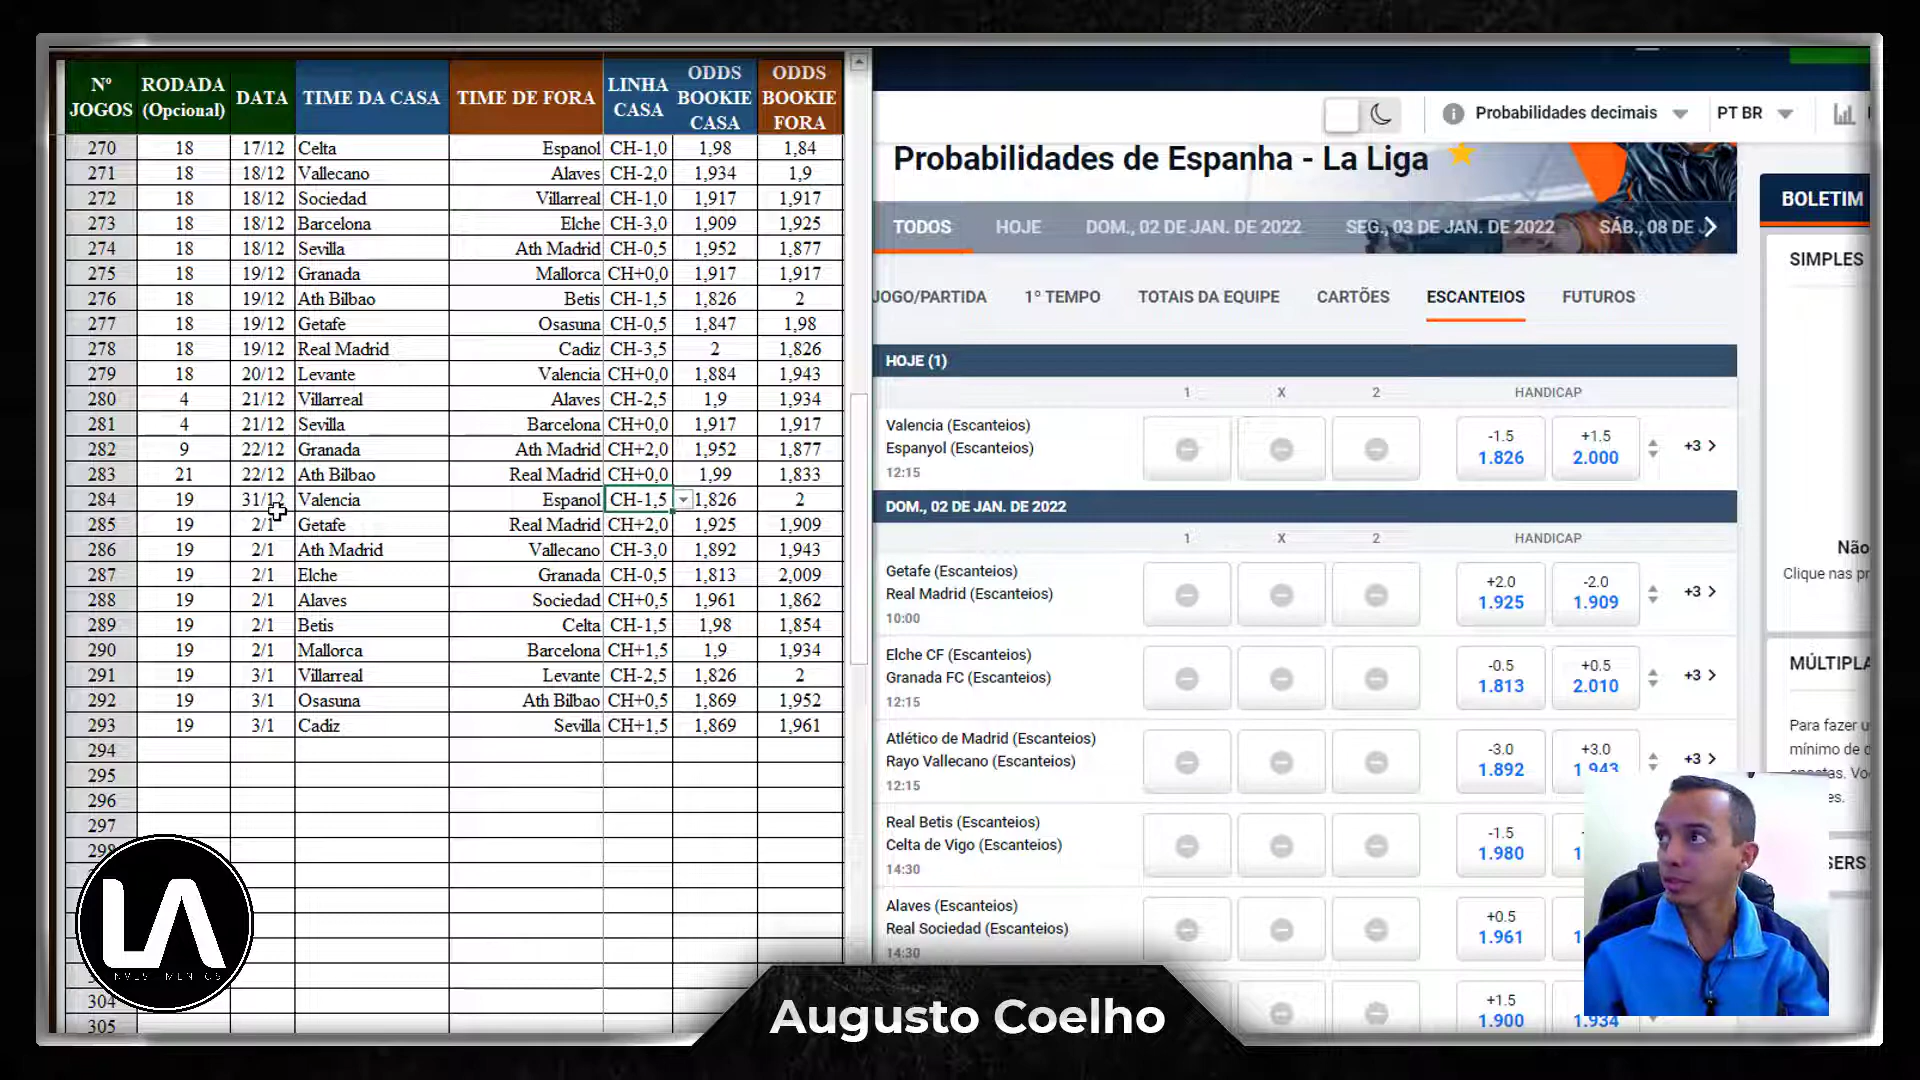 Nº JOGOS RODADA (Opcional) DATA TIME DA CASA TIME DE FORA LINHA CASA ODDS BOOKIE CASA ODDS BOOKIE FORA
270 18 17/12 Celta Espanol CH-1,0 1,98 1,84
271 18 18/12 Vallecano Alaves CH-2,0 1,934 1,9
272 18 18/12 Sociedad Villarreal CH-1,0 1,917 1,917
273 18 18/12 Barcelona Elche CH-3,0 1,909 1,925
274 18 18/12 Sevilla Ath Madrid CH-0,5 1,952 1,877
275 18 19/12 Granada Mallorca CH+0,0 1,917 1,917
276 18 19/12 Ath Bilbao Betis CH-1,5 1,826 2
277 18 19/12 Getafe Osasuna CH-0,5 1,847 1,98
278 18 19/12 Real Madrid Cadiz CH-3,5 2 1,826
279 18 20/12 Levante Valencia CH+0,0 1,884 1,943
280 4 21/12 Villarreal Alaves CH-2,5 1,9 1,934
281 4 21/12 Sevilla Barcelona CH+0,0 1,917 1,917
282 9 22/12 Granada Ath Madrid CH+2,0 1,952 1,877
283 21 22/12 Ath Bilbao Real Madrid CH+0,0 1,99 1,833
284 19 31/12 Valencia Espanol CH-1,5 1,826 2
285 19 2/1 Getafe Real Madrid CH+2,0 1,925 1,909
286 19 2/1 Ath Madrid Vallecano CH-3,0 1,892 1,943
287 19 2/1 Elche Granada CH-0,5 1,813 2,009
288 19 2/1 Alaves Sociedad CH+0,5 1,961 1,862
289 19 2/1 Betis Celta CH-1,5 1,98 1,854
290 19 2/1 Mallorca Barcelona CH+1,5 1,9 1,934
291 19 3/1 Villarreal Levante CH-2,5 1,826 2
292 19 3/1 Osasuna Ath Bilbao CH+0,5 1,869 1,952
293 19 3/1 Cadiz Sevilla CH+1,5 1,869 1,961
294
295
296
297
304
305
LA
INVESTIMENTOS
Probabilidades decimais PT BR
Probabilidades de Espanha - La Liga
TODOS HOJE DOM., 02 DE JAN. DE 2022 SEG., 03 DE JAN. DE 2022 SÁB., 08 DE J
JOGO/PARTIDA 1º TEMPO TOTAIS DA EQUIPE CARTÕES ESCANTEIOS FUTUROS
HOJE (1)
1 X 2 HANDICAP
Valencia (Escanteios) -1.5 +1.5
Espanyol (Escanteios) 1.826 2.000 +3
12:15
DOM., 02 DE JAN. DE 2022
1 X 2 HANDICAP
Getafe (Escanteios) +2.0 -2.0
Real Madrid (Escanteios) 1.925 1.909 +3
10:00
Elche CF (Escanteios) -0.5 +0.5
Granada FC (Escanteios) 1.813 2.010 +3
12:15
Atlético de Madrid (Escanteios) -3.0 +3.0
Rayo Vallecano (Escanteios) 1.892 1.943 +3
12:15
Real Betis (Escanteios) -1.5
Celta de Vigo (Escanteios) 1.980 1
14:30
Alaves (Escanteios) +0.5
Real Sociedad (Escanteios) 1.961 1
14:30
+1.5
1.900 1.934
BOLETIM
SIMPLES
Não
Clique nas pr
MÚLTIPLA
Para fazer u
mínimo de d
apostas. Vo
es.
SERS
Augusto Coelho